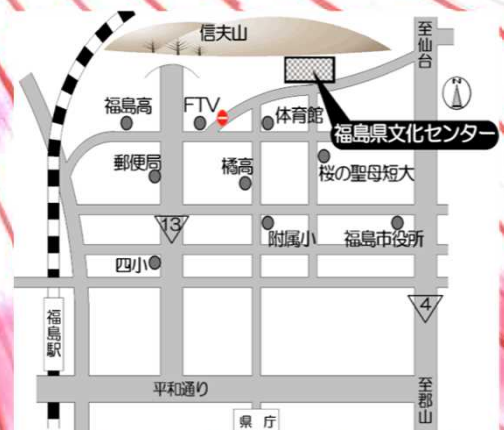 信夫山
至仙台
N
福島高
FTV
体育館
福島県文化センター
郵便局
橘高
桜の聖母短大
13
附属小
福島市役所
四小
4
福島駅
平和通り
至郡山
県庁